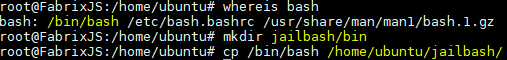 root@FabrixJS:/home/ubuntu# whereis bash
bash: /bin/bash /etc/bash.bashrc /usr/share/man/man1/bash.1.gz
root@FabrixJS:/home/ubuntu# mkdir jailbash/bin
root@FabrixJS:/home/ubuntu# cp /bin/bash /home/ubuntu/jailbash/